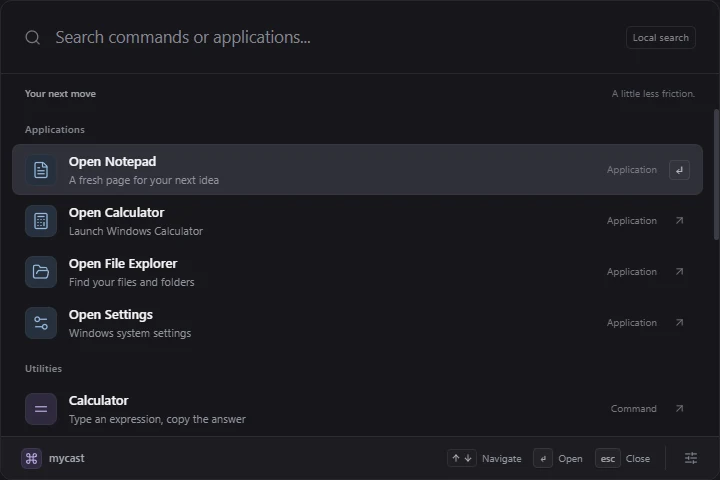 Search commands or applications...
Local search
Your next move
A little less friction.
Applications
Open Notepad
A fresh page for your next idea
Application
Open Calculator
Launch Windows Calculator
Application
Open File Explorer
Find your files and folders
Application
Open Settings
Windows system settings
Application
Utilities
Calculator
Type an expression, copy the answer
Command
mycast
Navigate
Open
esc Close